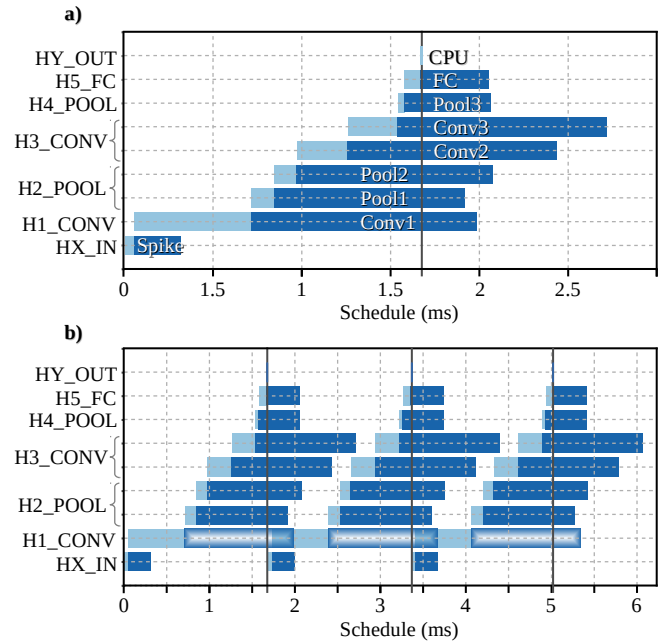 a)
HY_OUT
CPU
H5_FC
FC
H4_POOL
Pool3
Conv3
H3_CONV
Conv2
Pool2
H2_POOL
Pool1
H1_CONV
Conv1
HX_IN
Spike
0 1.5 1 1.5 2 2.5
Schedule (ms)
b)
HY_OUT
H5_FC
H4_POOL
H3_CONV
H2_POOL
H1_CONV
HX_IN
0 1 2 3 4 5 6
Schedule (ms)